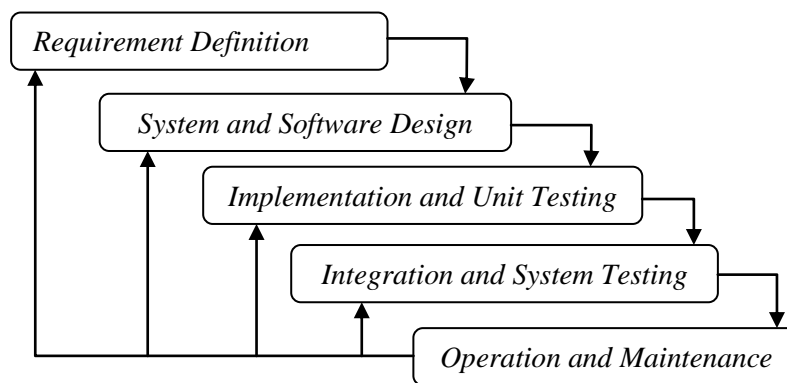 Requirement Definition
System and Software Design
Implementation and Unit Testing
Integration and System Testing
Operation and Maintenance